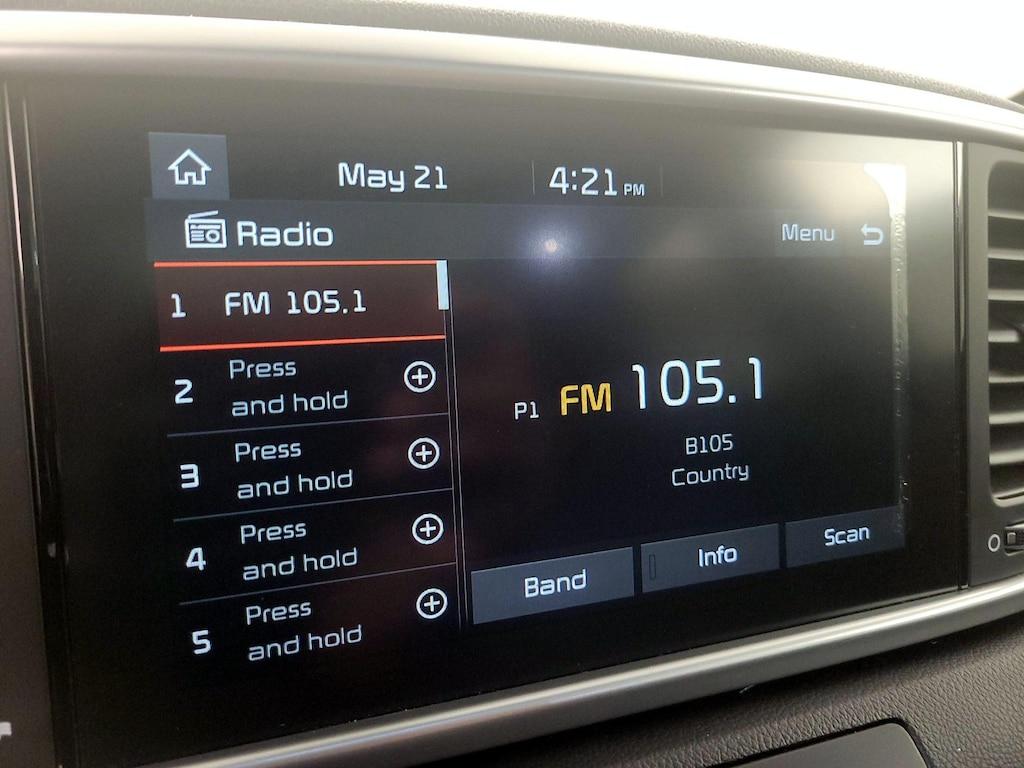 May 21
4:21 PM
Radio
Menu
1 FM 105.1
2 Press
and hold
3 Press
and hold
4 Press
and hold
5 Press
and hold
P1 FM 105.1
B105
Country
Band
Info
Scan